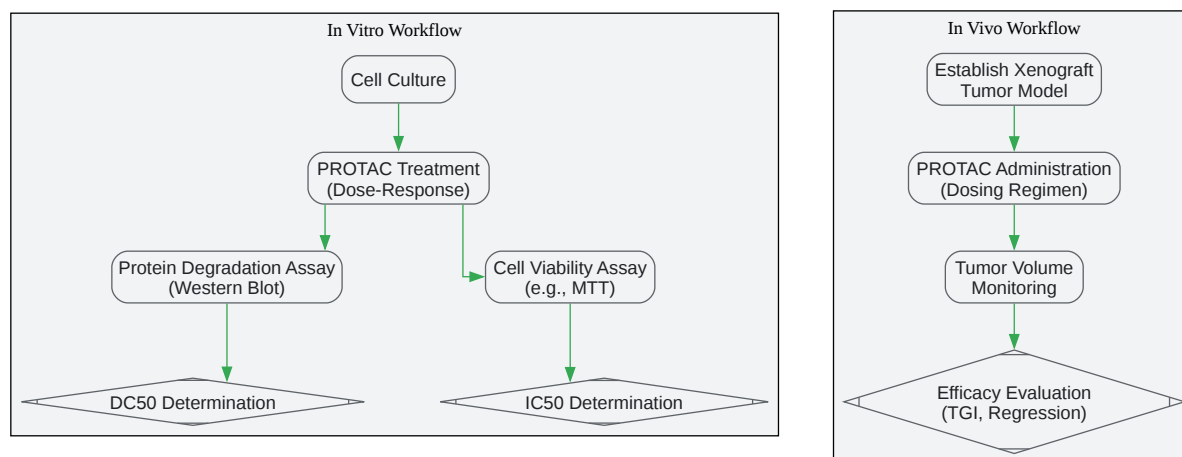 In Vitro Workflow
Cell Culture
PROTAC Treatment
(Dose-Response)
Protein Degradation Assay
(Western Blot)
Cell Viability Assay
(e.g., MTT)
DC50 Determination
IC50 Determination
In Vivo Workflow
Establish Xenograft
Tumor Model
PROTAC Administration
(Dosing Regimen)
Tumor Volume
Monitoring
Efficacy Evaluation
(TGI, Regression)